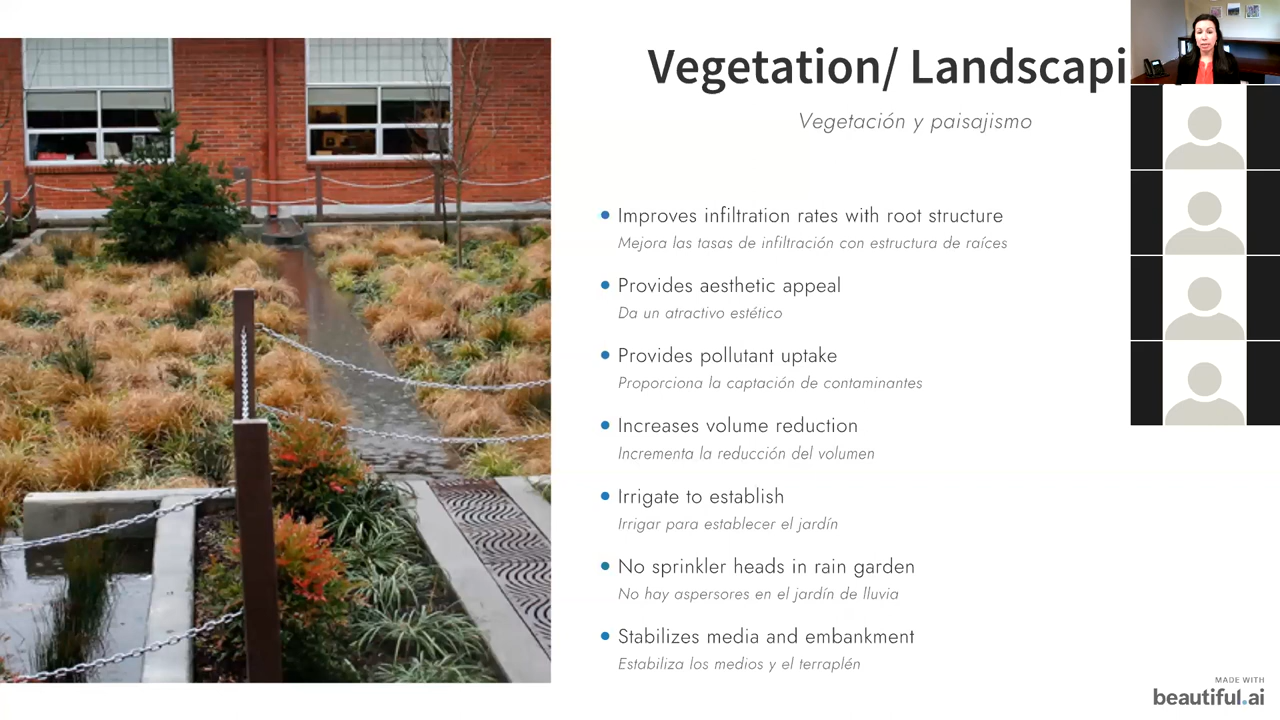 Vegetation/ Landscapi
Vegetación y paisajismo
Improves infiltration rates with root structure
Mejora las tasas de infiltración con estructura de raíces
Provides aesthetic appeal
Da un atractivo estético
Provides pollutant uptake
Proporciona la captación de contaminantes
Increases volume reduction
Incrementa la reducción del volumen
Irrigate to establish
Irrigar para establecer el jardín
No sprinkler heads in rain garden
No hay aspersores en el jardín de lluvia
Stabilizes media and embankment
Estabiliza los medios y el terraplén
MADE WITH
beautiful.ai